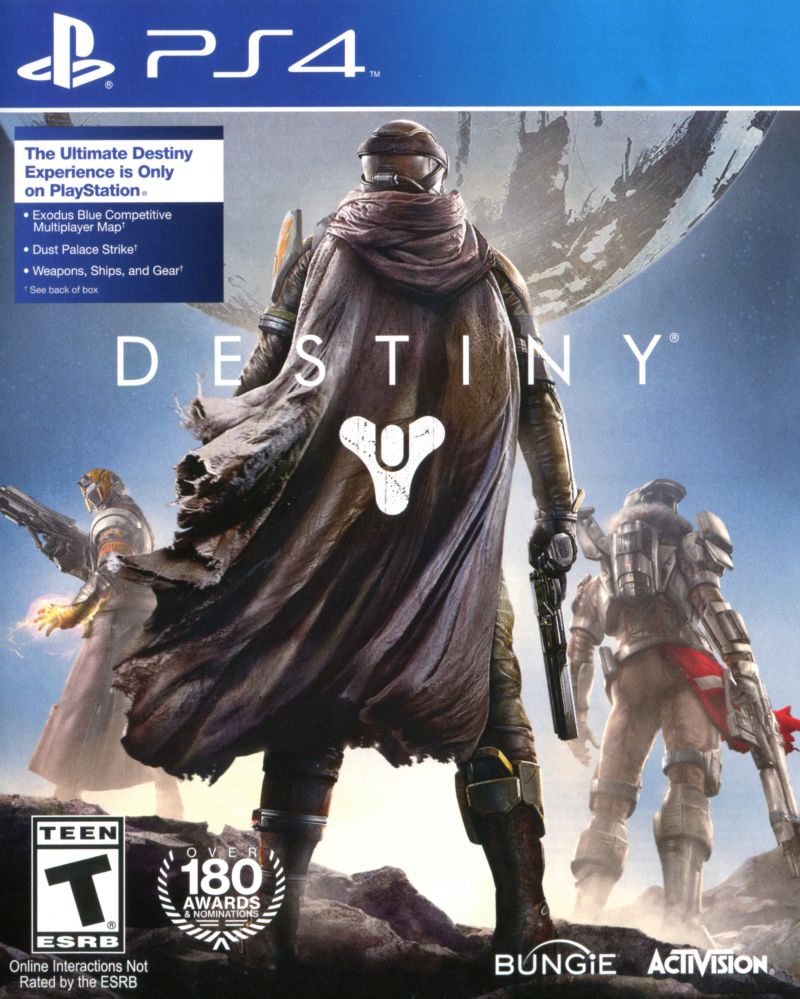 PS4™
The Ultimate Destiny
Experience is Only
on PlayStation®
• Exodus Blue Competitive
Multiplayer Map†
• Dust Palace Strike†
• Weapons, Ships, and Gear†
† See back of box
DESTINY®
TEEN
T®
ESRB
Online Interactions Not
Rated by the ESRB
OVER
180
AWARDS
& NOMINATIONS
BUNGiE
ACTIVISION®